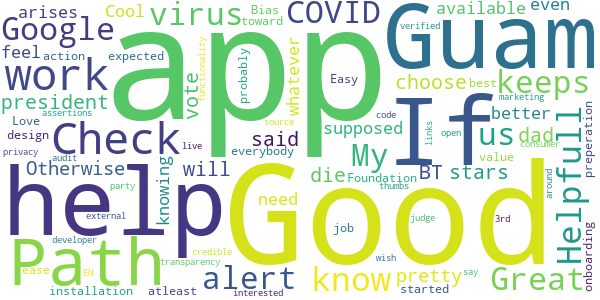 arises
Cool
virus
COVID
Bias
toward
available
even
Google
feel
action
expected
app
Guam
work
vote
functionality
probably
Easy
whatever
choose
verified
best
keeps
president
Love
assertions
Check
said
supposed
If
better
marketing
us
dad
links
Helpfull
preperation
design
live
source
everybody
code
open
privacy
audit
Otherwise
knowing
will
My
die
BT
stars
value
consumer
help
Good
Foundation
thumbs
party
external
need
job
judge
around
onboarding
Path
developer
credible
alert
know
pretty
started
3rd
Great
ease
EN
transparency
wish
say
installation
atleast
interested